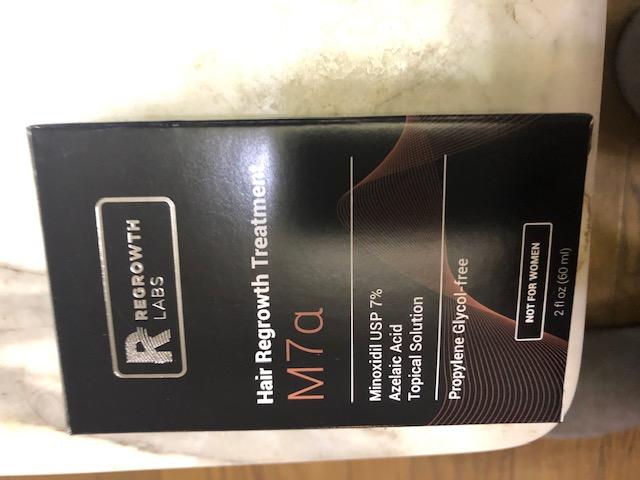 REGROWTH
LABS
Hair Regrowth Treatment
M7a
Minoxidil USP 7%
Azelaic Acid
Topical Solution
Propylene Glycol-free
NOT FOR WOMEN
2 fl oz (60 ml)